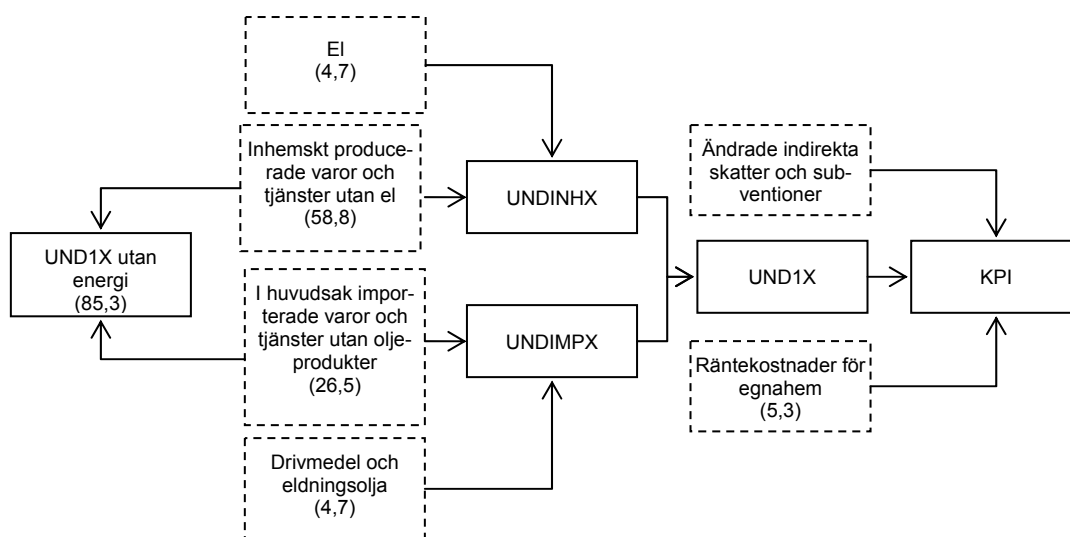 El
(4,7)
Inhemskt produce-
rade varor och
tjänster utan el
(58,8)
UND1X utan
energi
(85,3)
I huvudsak impor-
terade varor och
tjänster utan olje-
produkter
(26,5)
Drivmedel och
eldningsolja
(4,7)
UNDINHX
UNDIMPX
UND1X
Ändrade indirekta
skatter och sub-
ventioner
KPI
Räntekostnader för
egnahem
(5,3)